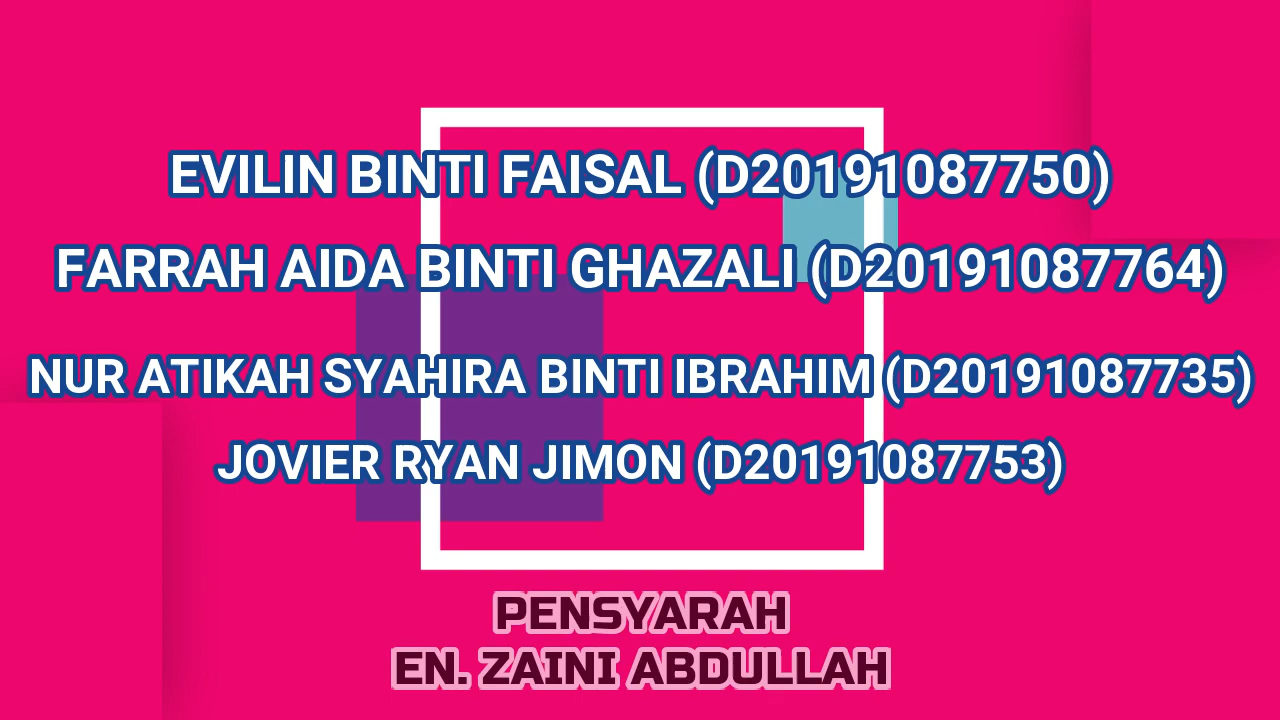 EVILIN BINTI FAISAL (D20191087750)
FARRAH AIDA BINTI GHAZALI (D20191087764)
NUR ATIKAH SYAHIRA BINTI IBRAHIM (D20191087735)
JOVIER RYAN JIMON (D20191087753)
PENSYARAH
EN. ZAINI ABDULLAH